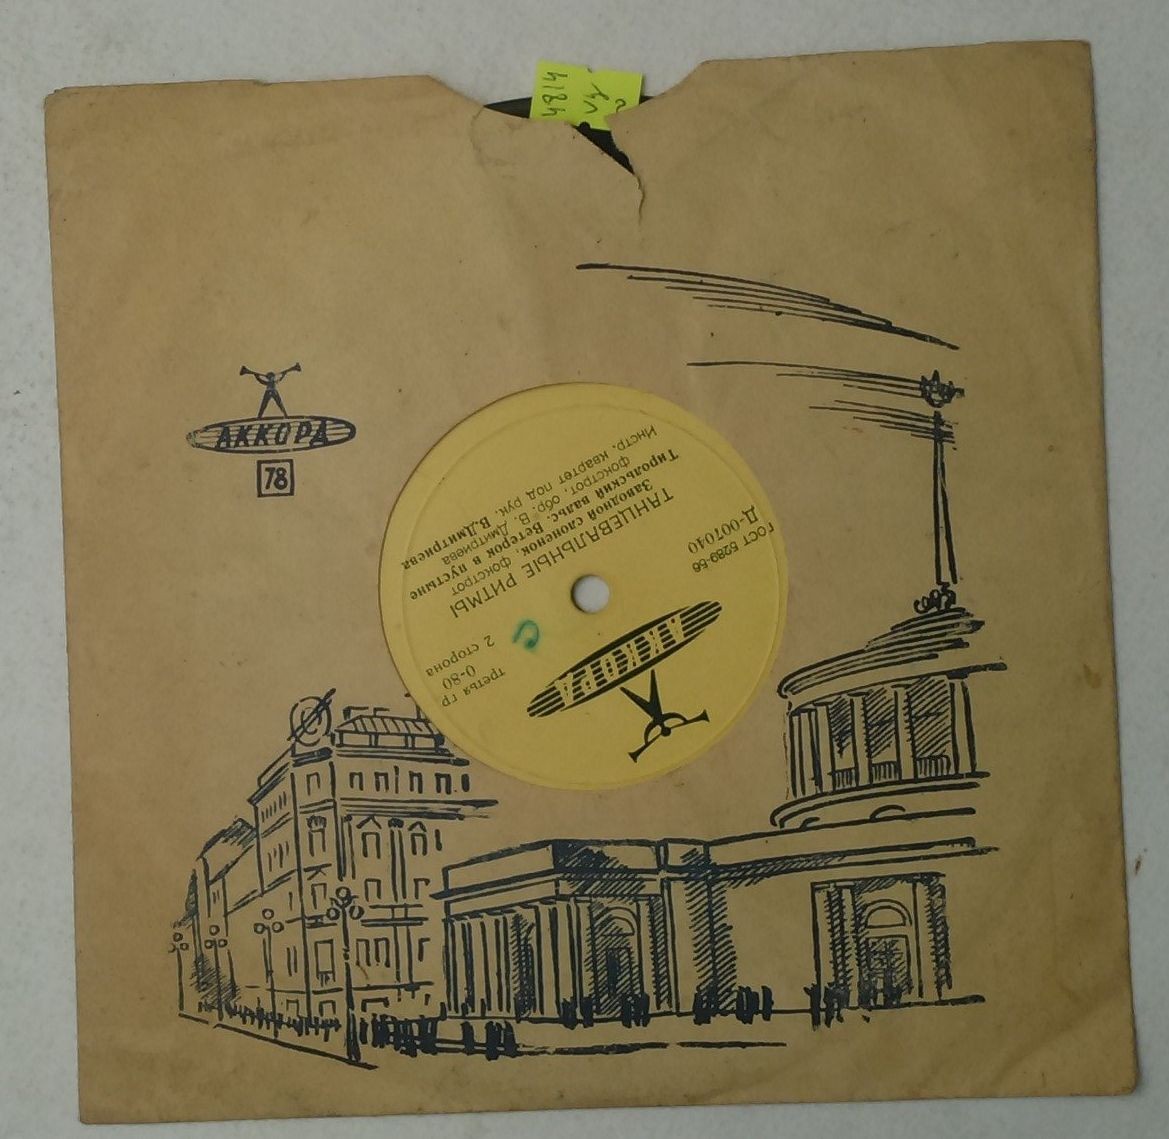 АККОРД
78
АККОРД
третья гр
0-80
2 сторона
ГОСТ 5289-56
Д-007040
ТАНЦЕВАЛЬНЫЕ РИТМЫ
Заводной слоненок, фокстрот
Тирольский вальс. Ветерок в пустыне
фокстрот, обр. В. Дмитриева
Инстр. квартет под рук. В.Дмитриева